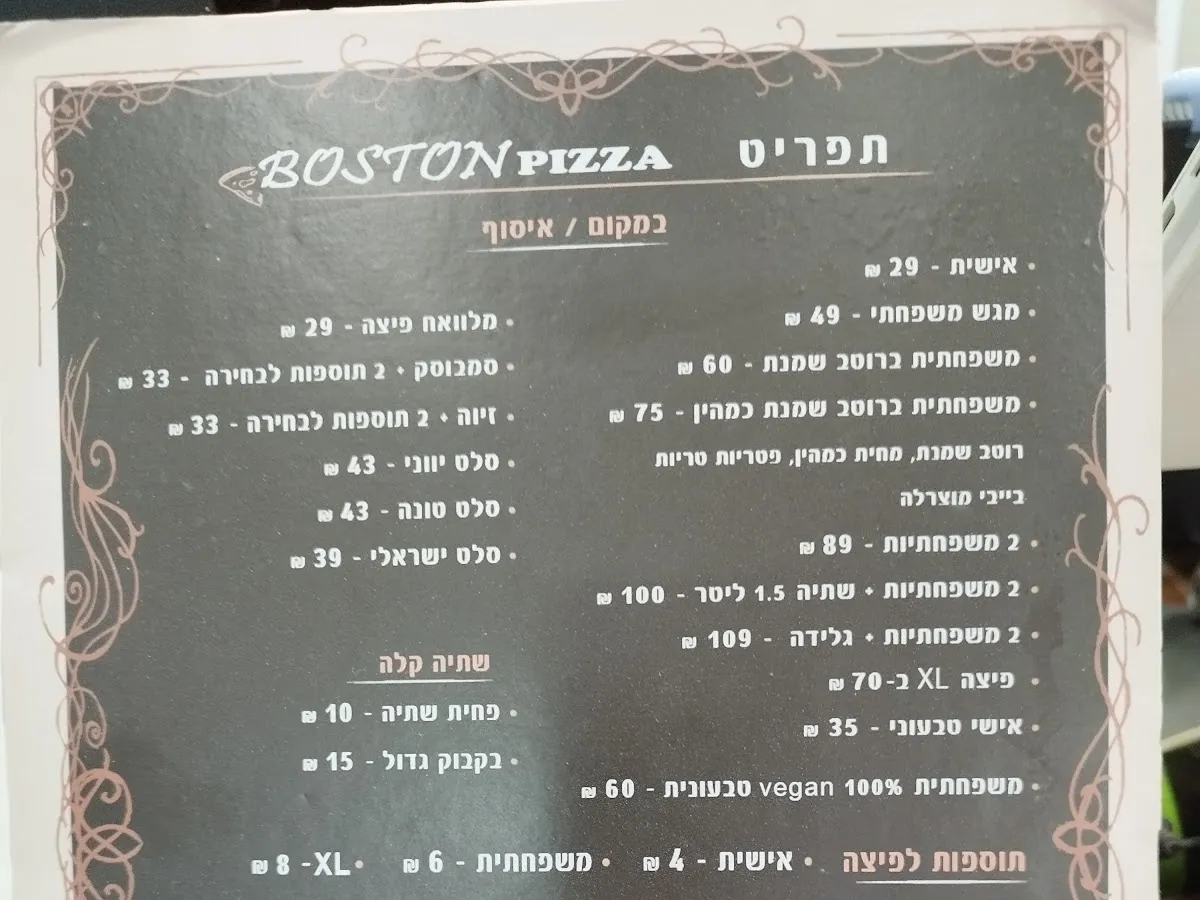 תפריט BOSTON PIZZA
במקום / איסוף
• אישית - 29 ₪
• מגש משפחתי - 49 ₪
• משפחתית ברוטב שמנת - 60 ₪
• משפחתית ברוטב שמנת כמהין - 75 ₪
רוטב שמנת, מחית כמהין, פטריות טריות
בייבי מוצרלה
• 2 משפחתיות - 89 ₪
• 2 משפחתיות + שתיה 1.5 ליטר - 100 ₪
• 2 משפחתיות + גלידה - 109 ₪
• פיצה XL ב-70 ₪
• אישי טבעוני - 35 ₪
• משפחתית 100% vegan טבעונית - 60 ₪
• מלוואח פיצה - 29 ₪
• סמבוסק + 2 תוספות לבחירה - 33 ₪
• זיוה + 2 תוספות לבחירה - 33 ₪
• סלט יווני - 43 ₪
• סלט טונה - 43 ₪
• סלט ישראלי - 39 ₪
שתיה קלה
• פחית שתיה - 10 ₪
• בקבוק גדול - 15 ₪
תוספות לפיצה • אישית - 4 ₪ • משפחתית - 6 ₪ • XL- 8 ₪